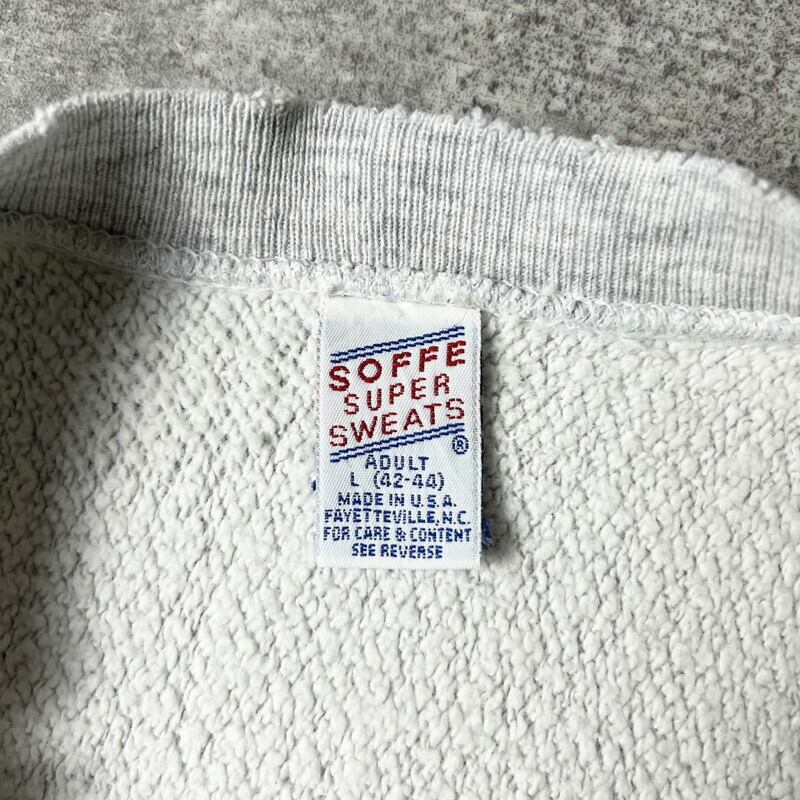 SOFFE
SUPER
SWEATS
®
ADULT
L (42-44)
MADE IN U.S.A.
FAYETTEVILLE, N.C.
FOR CARE & CONTENT
SEE REVERSE